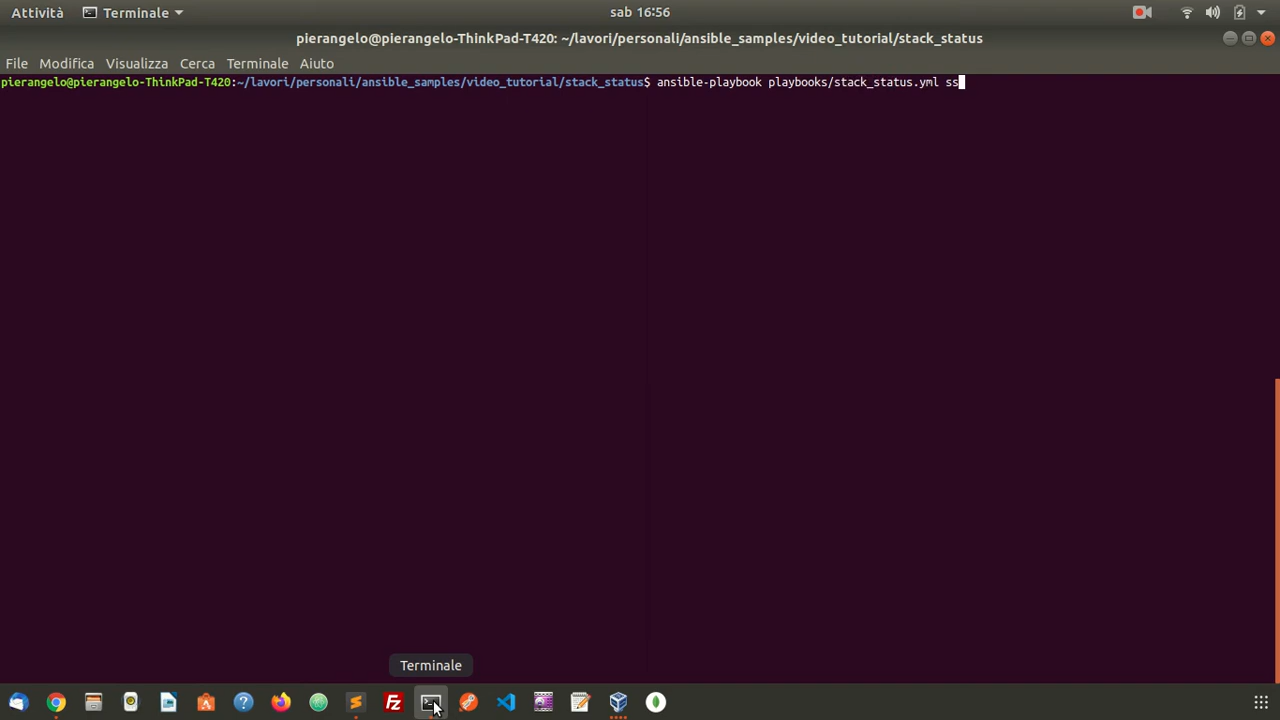 Attività Terminale sab 16:56
pierangelo@pierangelo-ThinkPad-T420: ~/lavori/personali/ansible_samples/video_tutorial/stack_status
File Modifica Visualizza Cerca Terminale Aiuto
pierangelo@pierangelo-ThinkPad-T420:~/lavori/personali/ansible_samples/video_tutorial/stack_status$ ansible-playbook playbooks/stack_status.yml ss
Terminale
Fz